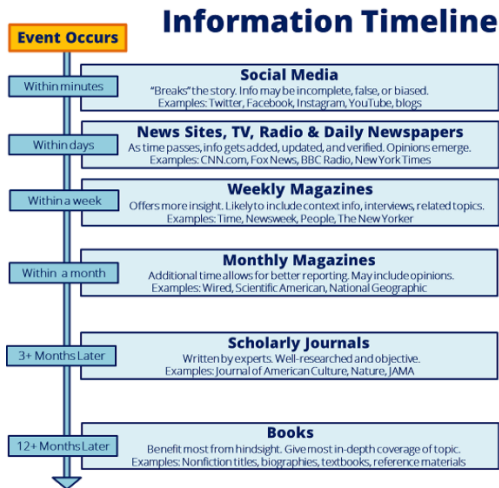 Information Timeline
Event Occurs
Within minutes
Social Media
"Breaks" the story. Info may be incomplete, false, or biased.
Examples: Twitter, Facebook, Instagram, YouTube, blogs
Within days
News Sites, TV, Radio & Daily Newspapers
As time passes, info gets added, updated, and verified. Opinions emerge.
Examples: CNN.com, Fox News, BBC Radio, New York Times
Within a week
Weekly Magazines
Offers more insight. Likely to include context info, interviews, related topics.
Examples: Time, Newsweek, People, The New Yorker
Within a month
Monthly Magazines
Additional time allows for better reporting. May include opinions.
Examples: Wired, Scientific American, National Geographic
3+ Months Later
Scholarly Journals
Written by experts. Well-researched and objective.
Examples: Journal of American Culture, Nature, JAMA
12+ Months Later
Books
Benefit most from hindsight. Give most in-depth coverage of topic.
Examples: Nonfiction titles, biographies, textbooks, reference materials